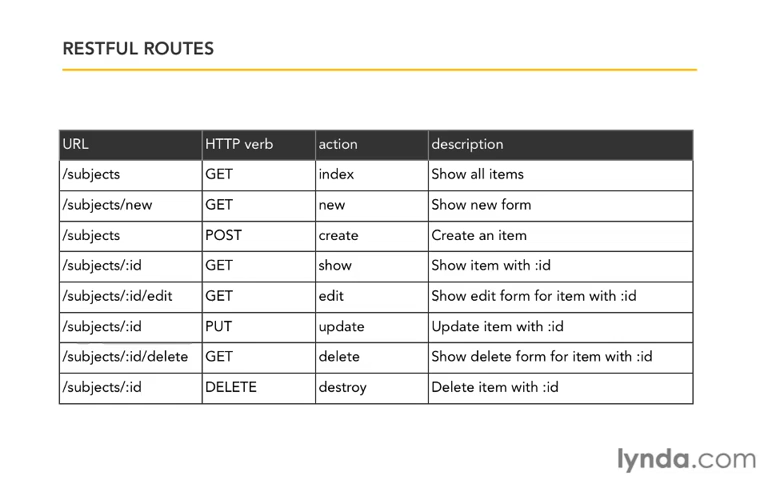 RESTFUL ROUTES
URL HTTP verb action description
/subjects GET index Show all items
/subjects/new GET new Show new form
/subjects POST create Create an item
/subjects/:id GET show Show item with :id
/subjects/:id/edit GET edit Show edit form for item with :id
/subjects/:id PUT update Update item with :id
/subjects/:id/delete GET delete Show delete form for item with :id
/subjects/:id DELETE destroy Delete item with :id
lynda.com